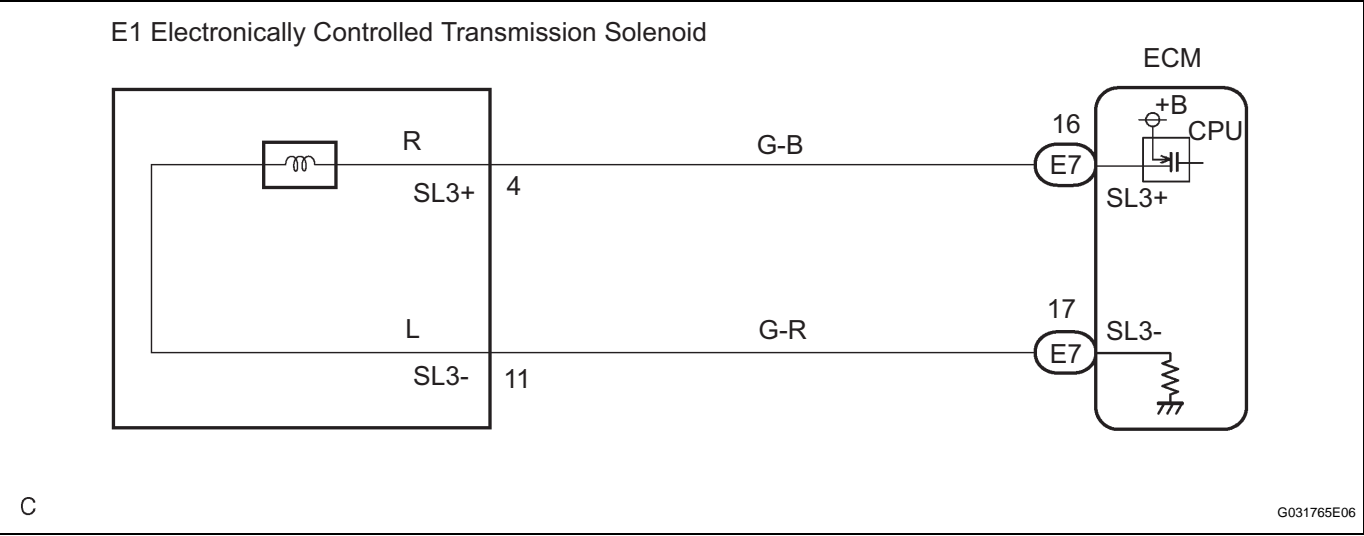 E1 Electronically Controlled Transmission Solenoid
ECM
+B
CPU
R
G-B
16
E7
SL3+
4
SL3+
L
G-R
17
E7
SL3-
SL3-
11
C
G031765E06